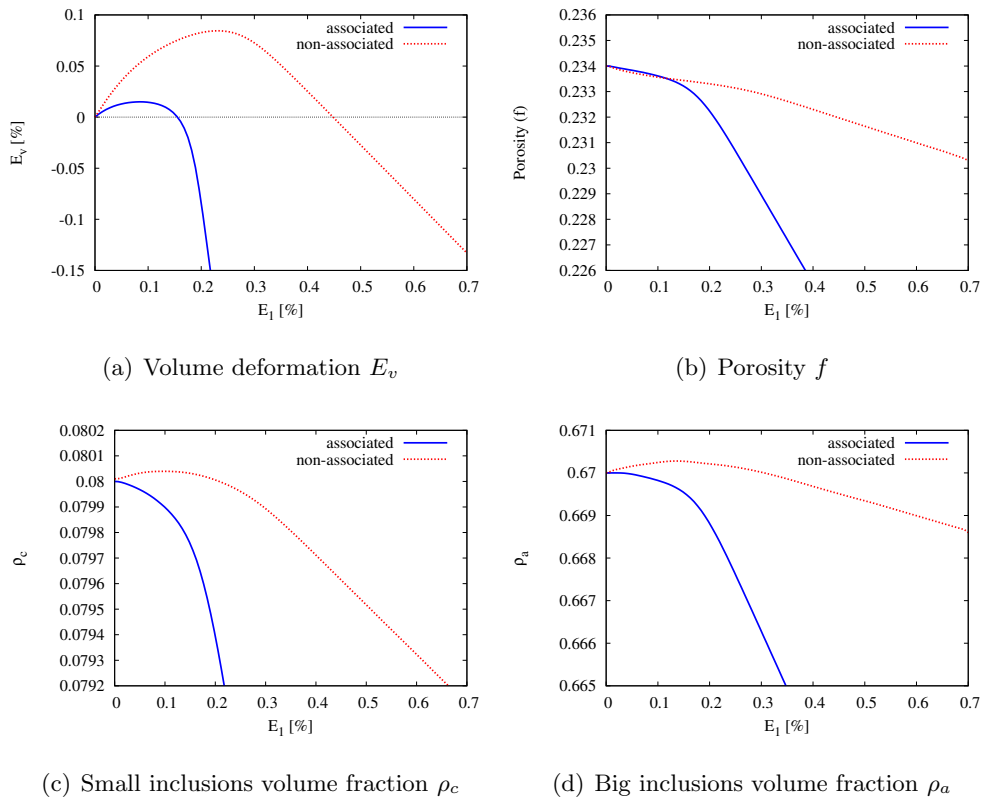 0.1
0.05
0
-0.05
-0.1
-0.15
E_v [%]
0 0.1 0.2 0.3 0.4 0.5 0.6 0.7
E_1 [%]
associated
non-associated
(a) Volume deformation E_v
0.236
0.235
0.234
0.233
0.232
0.23
0.229
0.228
0.227
0.226
Porosity (f)
0 0.1 0.2 0.3 0.4 0.5 0.6 0.7
E_1 [%]
associated
non-associated
(b) Porosity f
0.0802
0.0801
0.08
0.0799
0.0798
0.0797
0.0796
0.0795
0.0794
0.0793
0.0792
ρ_c
0 0.1 0.2 0.3 0.4 0.5 0.6 0.7
E_1 [%]
associated
non-associated
(c) Small inclusions volume fraction ρ_c
0.671
0.67
0.669
0.668
0.667
0.666
0.665
ρ_a
0 0.1 0.2 0.3 0.4 0.5 0.6 0.7
E_1 [%]
associated
non-associated
(d) Big inclusions volume fraction ρ_a